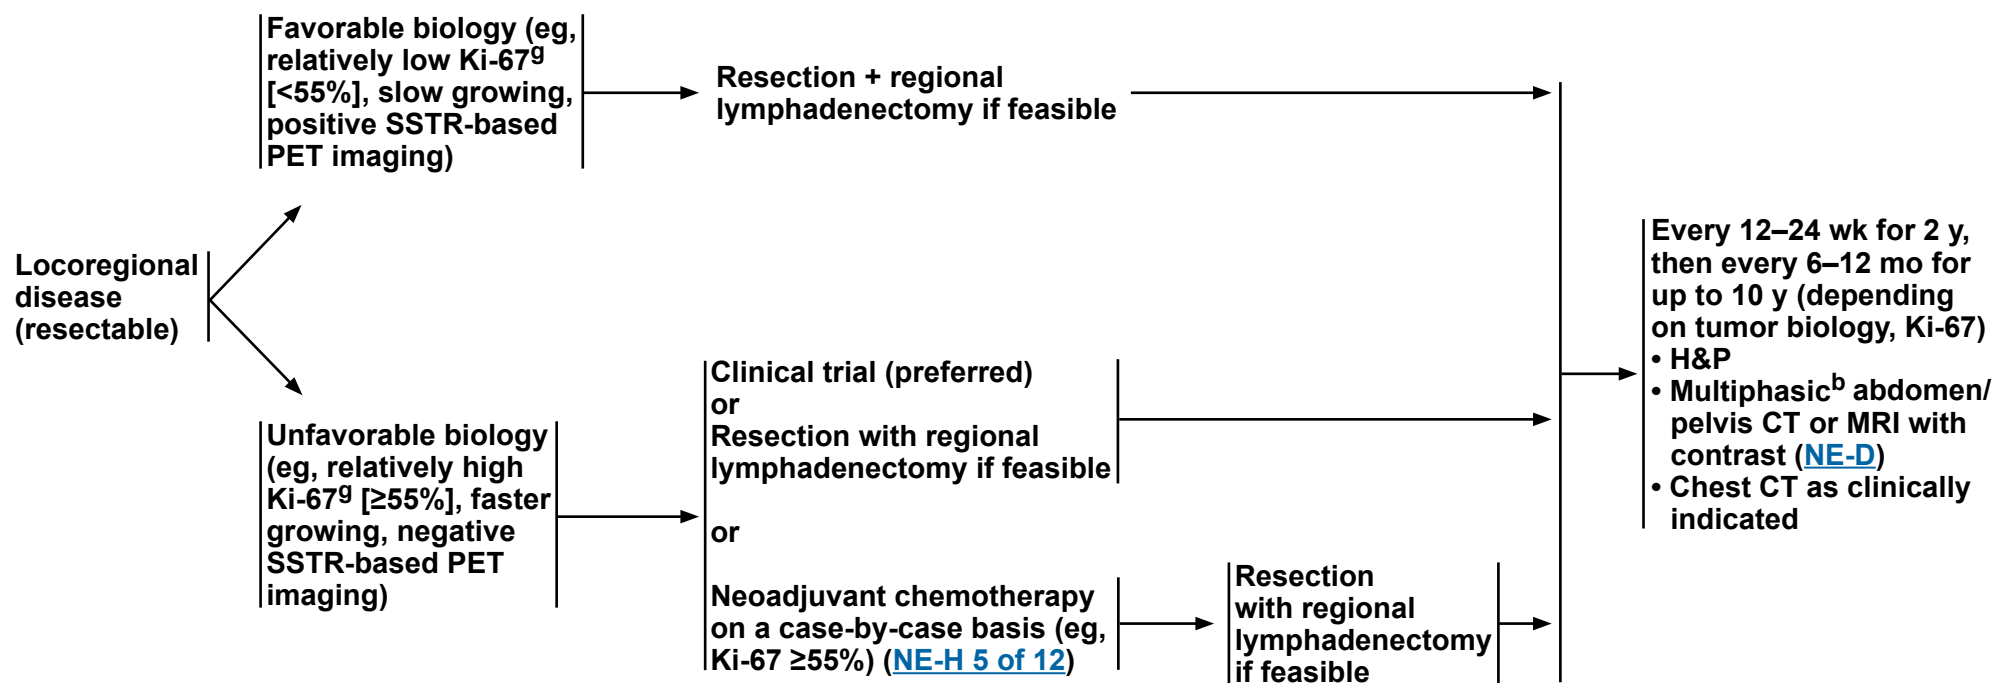 Locoregional
disease
(resectable)
Favorable biology (eg,
relatively low Ki-67g
[<55%], slow growing,
positive SSTR-based
PET imaging)
Resection + regional
lymphadenectomy if feasible
Unfavorable biology
(eg, relatively high
Ki-67g [≥55%], faster
growing, negative
SSTR-based PET
imaging)
Clinical trial (preferred)
or
Resection with regional
lymphadenectomy if feasible
or
Neoadjuvant chemotherapy
on a case-by-case basis (eg,
Ki-67 ≥55%) (NE-H 5 of 12)
Resection
with regional
lymphadenectomy
if feasible
Every 12–24 wk for 2 y,
then every 6–12 mo for
up to 10 y (depending
on tumor biology, Ki-67)
• H&P
• Multiphasicb abdomen/
pelvis CT or MRI with
contrast (NE-D)
• Chest CT as clinically
indicated